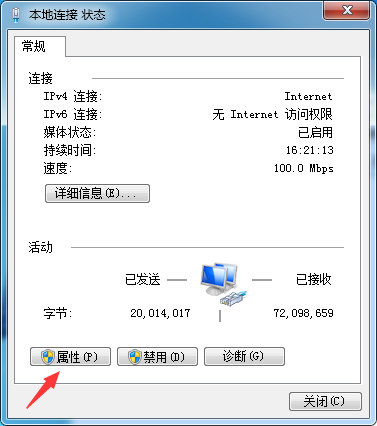 本地连接 状态
常规
连接
IPv4 连接: Internet
IPv6 连接: 无 Internet 访问权限
媒体状态: 已启用
持续时间: 16:21:13
速度: 100.0 Mbps
详细信息(E)...
活动
已发送 已接收
字节: 20,014,017 72,098,659
属性(P) 禁用(D) 诊断(G)
关闭(C)